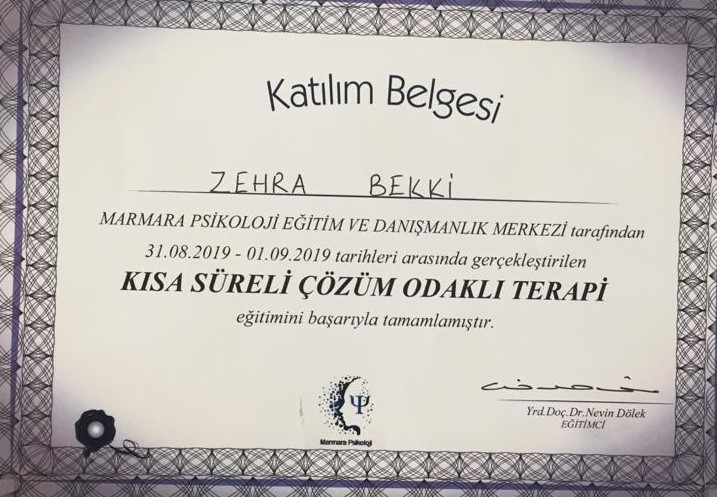 Katılım Belgesi
ZEHRA BEKKİ
MARMARA PSİKOLOJİ EĞİTİM VE DANIŞMANLIK MERKEZİ tarafından
31.08.2019 - 01.09.2019 tarihleri arasında gerçekleştirilen
KISA SÜRELİ ÇÖZÜM ODAKLI TERAPİ
eğitimini başarıyla tamamlamıştır.
Ψ
Marmara Psikoloji
Yrd.Doç.Dr.Nevin Dölek
EĞİTİMCİ